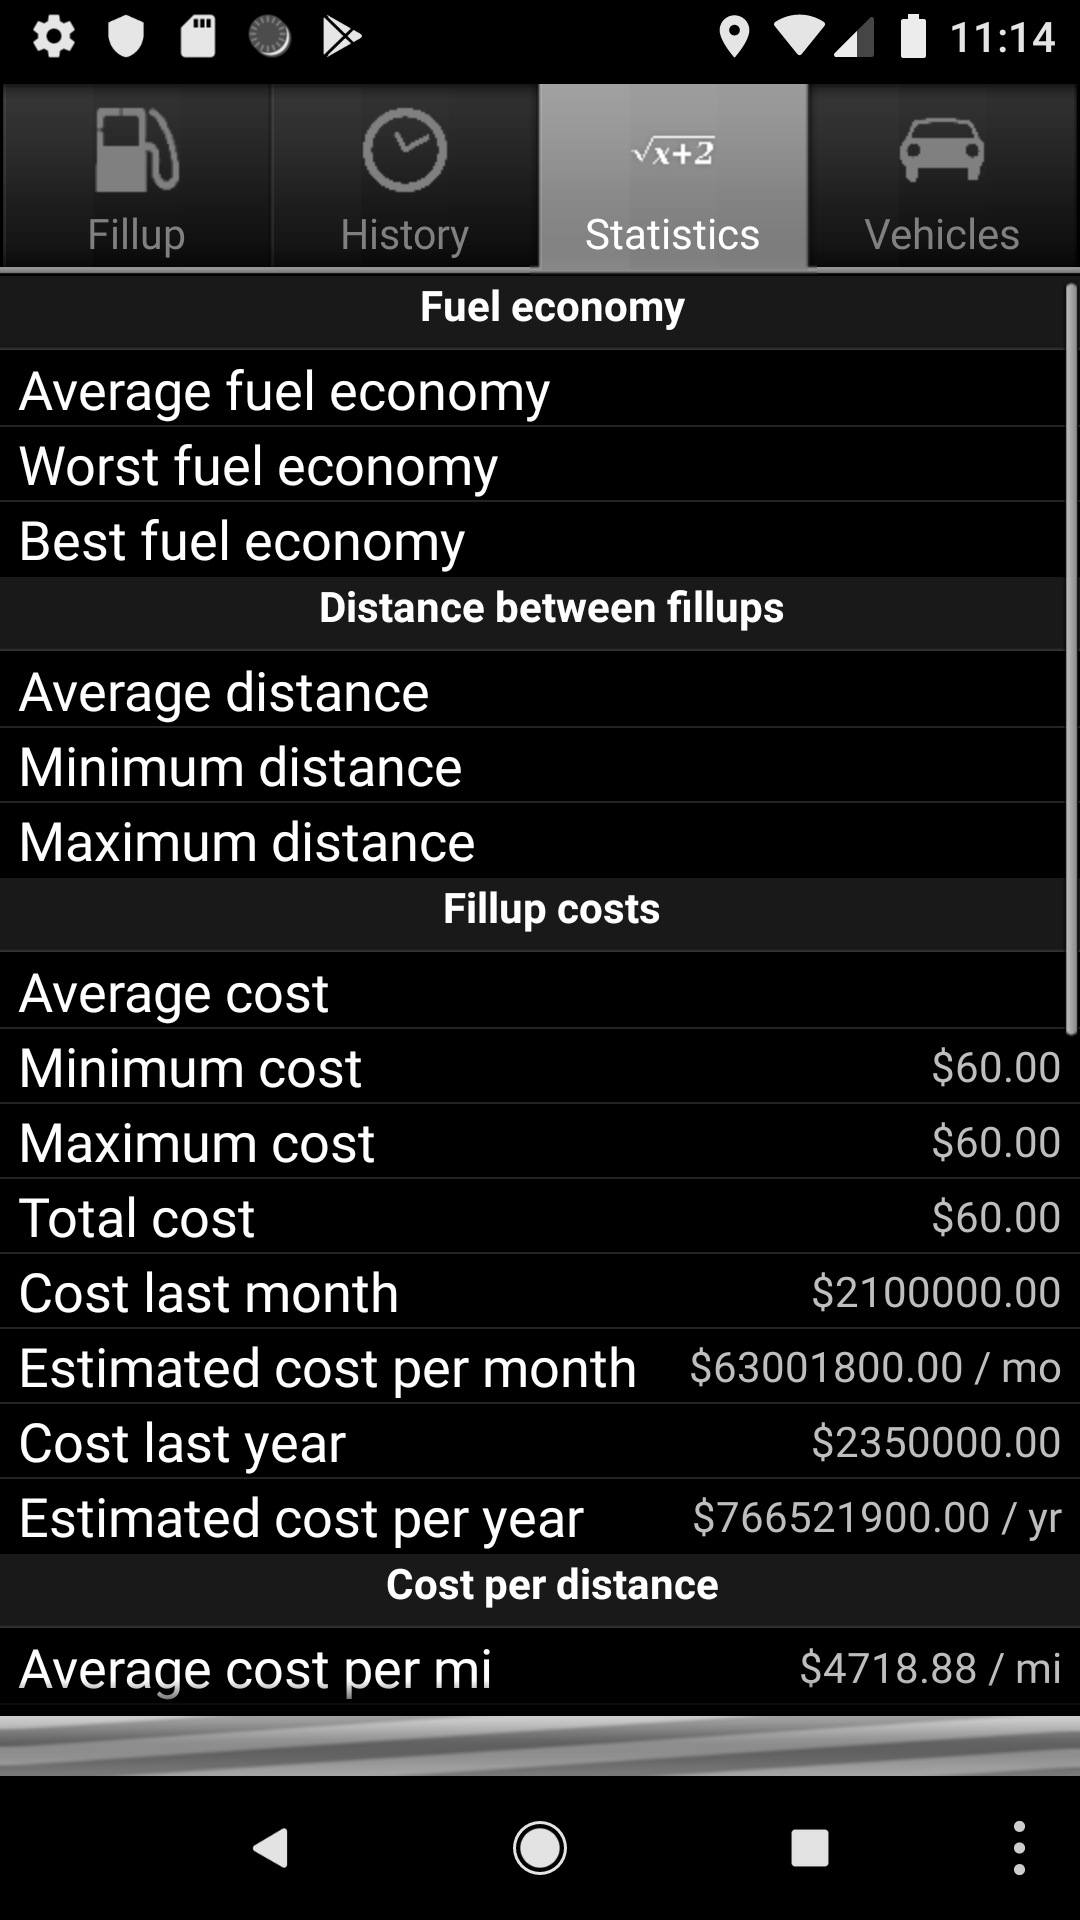 11:14
√x+2
Fillup
History
Statistics
Vehicles
Fuel economy
Average fuel economy
Worst fuel economy
Best fuel economy
Distance between fillups
Average distance
Minimum distance
Maximum distance
Fillup costs
Average cost
Minimum cost $60.00
Maximum cost $60.00
Total cost $60.00
Cost last month $2100000.00
Estimated cost per month $63001800.00 / mo
Cost last year $2350000.00
Estimated cost per year $766521900.00 / yr
Cost per distance
Average cost per mi $4718.88 / mi